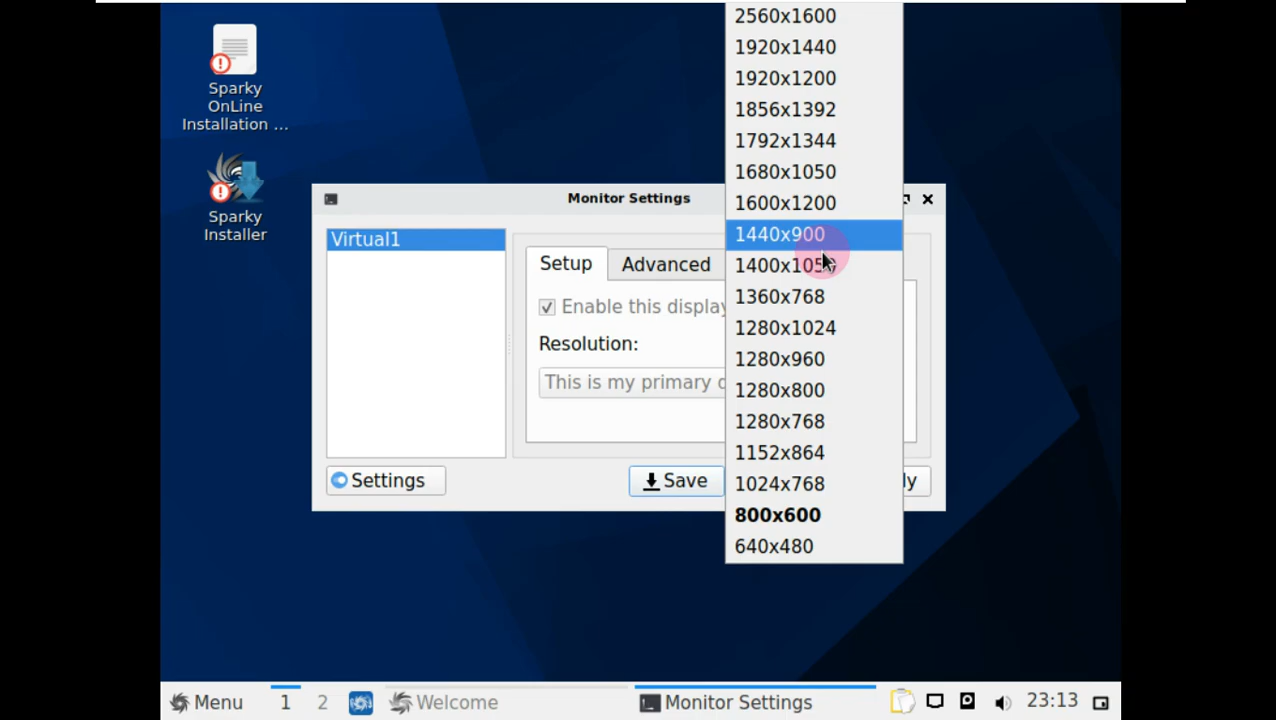 Sparky
OnLine
Installation ...
Sparky
Installer
Monitor Settings
Virtual1
Setup
Advanced
Enable this display
Resolution:
This is my primary
Settings
Save
2560x1600
1920x1440
1920x1200
1856x1392
1792x1344
1680x1050
1600x1200
1440x900
1400x1050
1360x768
1280x1024
1280x960
1280x800
1280x768
1152x864
1024x768
800x600
640x480
Menu
1
2
Welcome
Monitor Settings
23:13